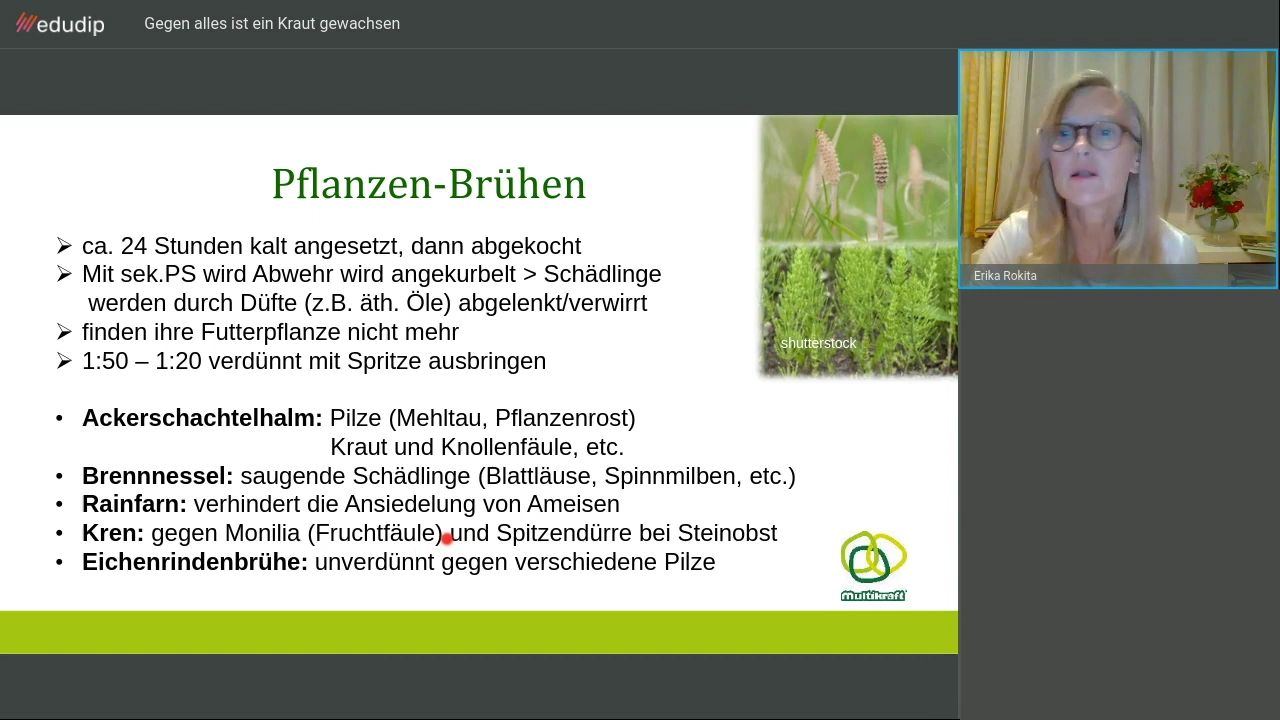 edudip
Gegen alles ist ein Kraut gewachsen
Pflanzen-Brühen
➢ ca. 24 Stunden kalt angesetzt, dann abgekocht
➢ Mit sek.PS wird Abwehr wird angekurbelt > Schädlinge
werden durch Düfte (z.B. äth. Öle) abgelenkt/verwirrt
➢ finden ihre Futterpflanze nicht mehr
➢ 1:50 – 1:20 verdünnt mit Spritze ausbringen
shutterstock
• Ackerschachtelhalm: Pilze (Mehltau, Pflanzenrost)
Kraut und Knollenfäule, etc.
• Brennnessel: saugende Schädlinge (Blattläuse, Spinnmilben, etc.)
• Rainfarn: verhindert die Ansiedelung von Ameisen
• Kren: gegen Monilia (Fruchtfäule) und Spitzendürre bei Steinobst
• Eichenrindenbrühe: unverdünnt gegen verschiedene Pilze
multikraft
Erika Rokita